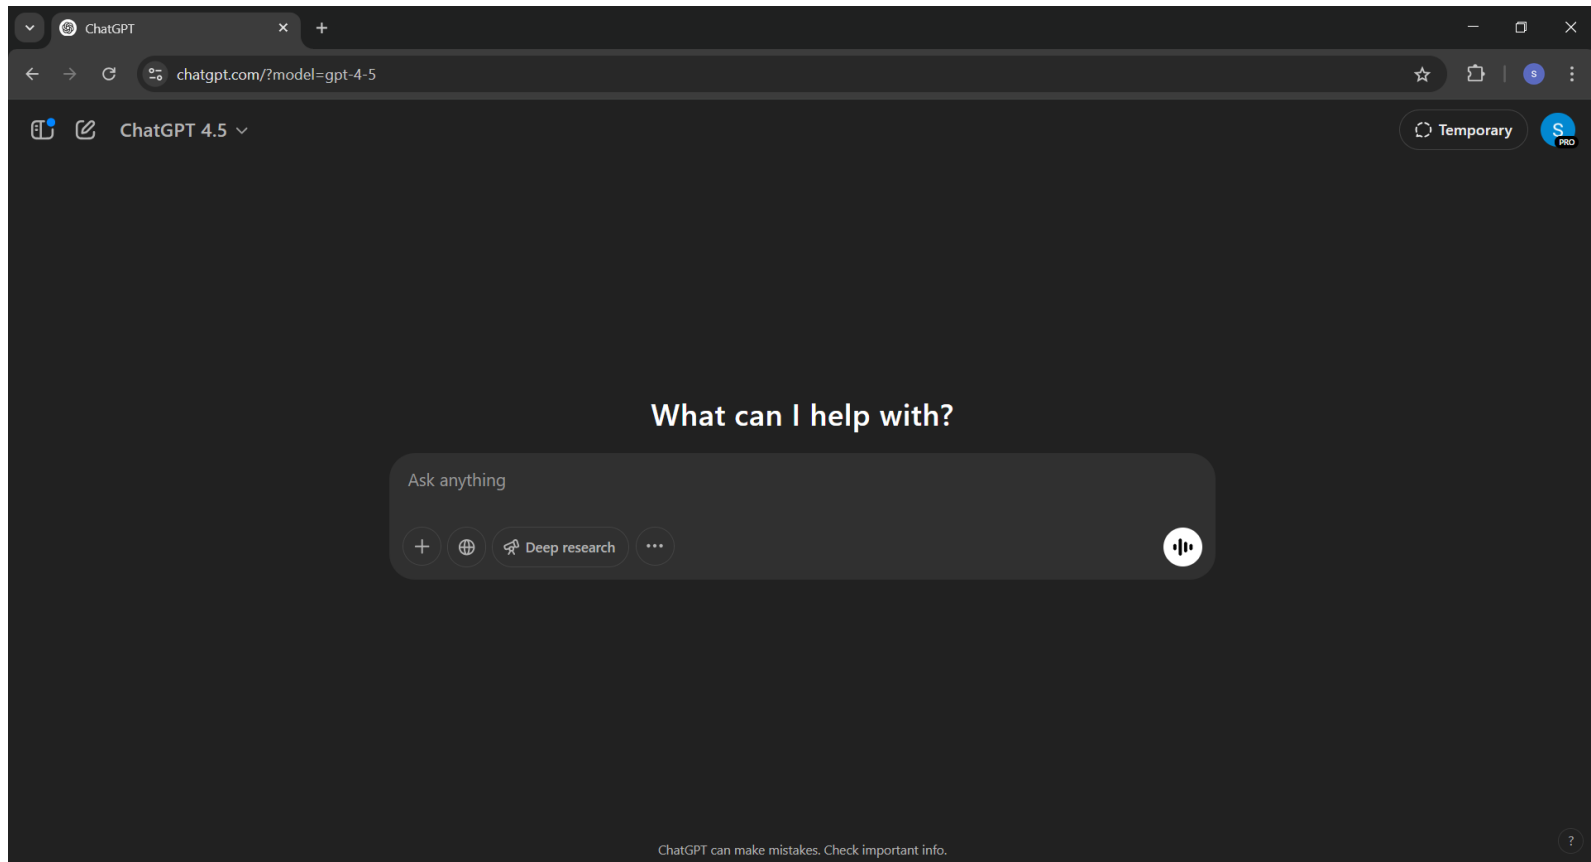 ChatGPT
chatgpt.com/?model=gpt-4-5
S
ChatGPT 4.5
Temporary
S
PRO
What can I help with?
Ask anything
Deep research
ChatGPT can make mistakes. Check important info.
?